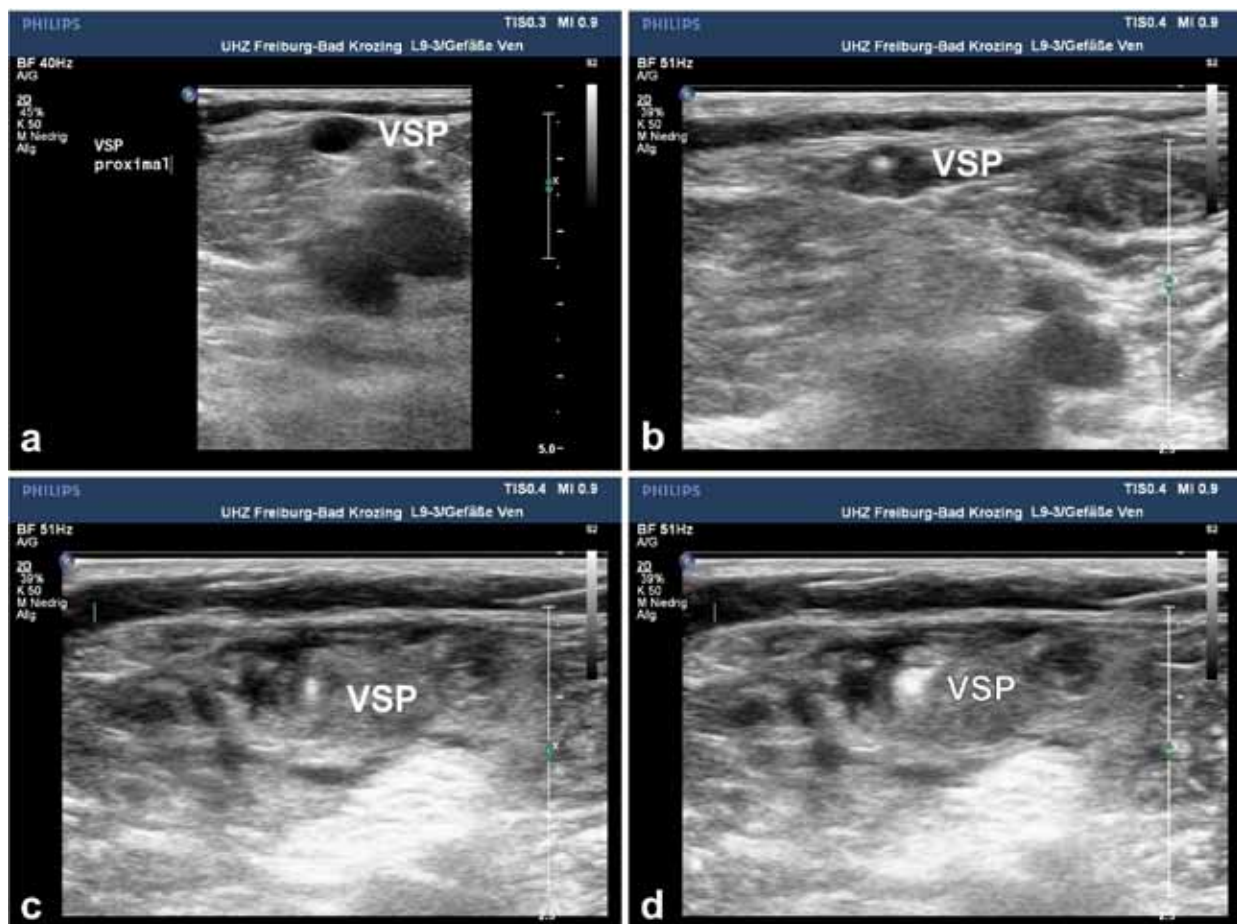 PHILIPS
TIS0.3 MI 0.9
UHZ Freiburg-Bad Krozing L9-3/Gefäße Ven
BF 40Hz
A/G
S2
2D
45%
K 50
M Niedrig
Allg
VSP
proximal
VSP
x
5.0
a
PHILIPS
TIS0.4 MI 0.9
UHZ Freiburg-Bad Krozing L9-3/Gefäße Ven
BF 51Hz
A/G
S2
2D
39%
K 50
M Niedrig
Allg
VSP
b
PHILIPS
TIS0.4 MI 0.9
UHZ Freiburg-Bad Krozing L9-3/Gefäße Ven
BF 51Hz
A/G
S2
2D
39%
K 50
M Niedrig
Allg
VSP
c
PHILIPS
TIS0.4 MI 0.9
UHZ Freiburg-Bad Krozing L9-3/Gefäße Ven
BF 51Hz
A/G
S2
2D
39%
K 50
M Niedrig
Allg
VSP
d